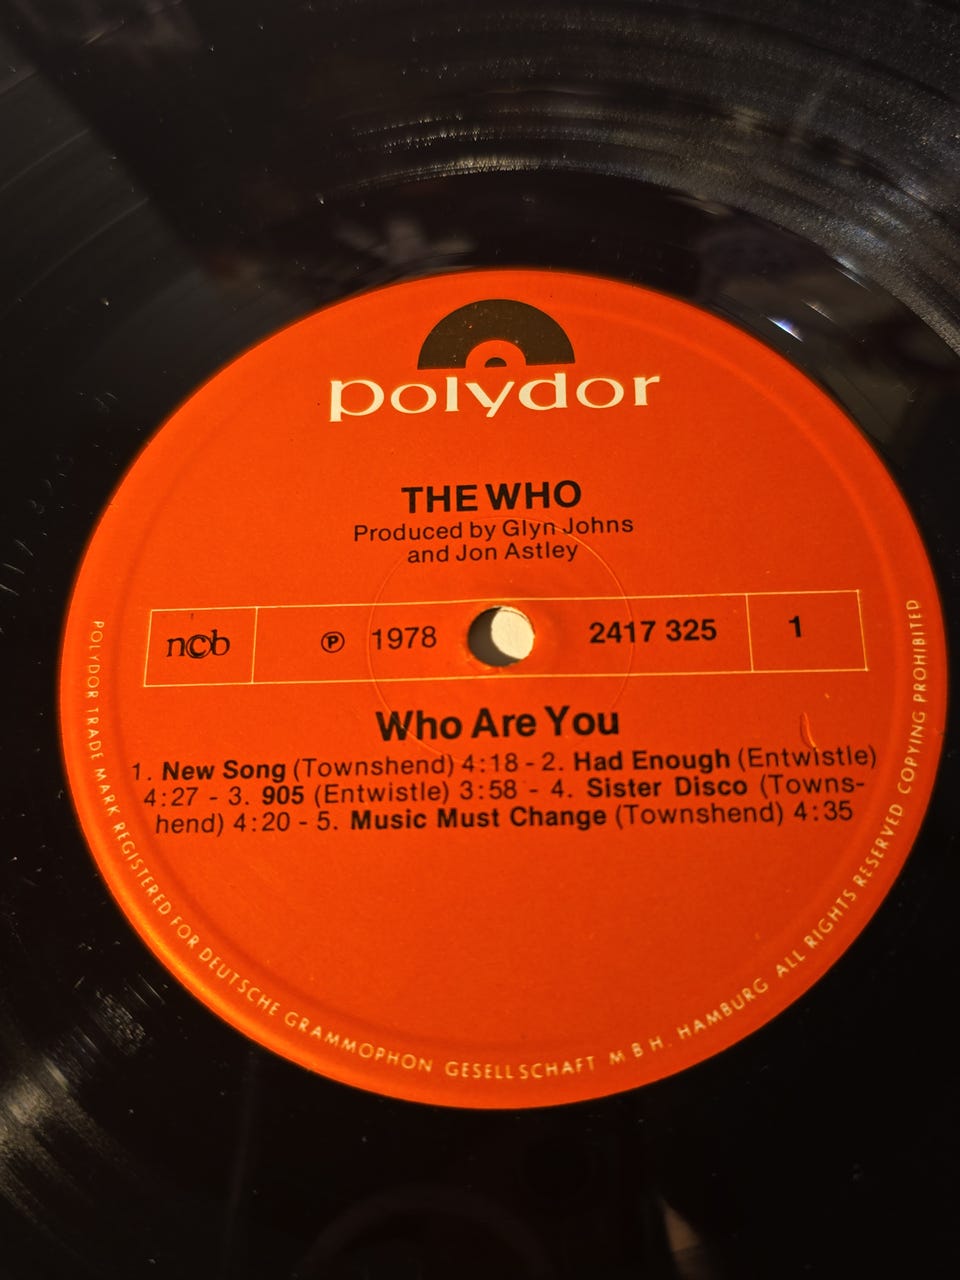 polydor
THE WHO
Produced by Glyn Johns
and Jon Astley
ncb ℗ 1978 2417 325 1
Who Are You
1. New Song (Townshend) 4:18 - 2. Had Enough (Entwistle)
4:27 - 3. 905 (Entwistle) 3:58 - 4. Sister Disco (Towns-
hend) 4:20 - 5. Music Must Change (Townshend) 4:35
POLYDOR TRADE MARK REGISTERED FOR DEUTSCHE GRAMMOPHON GESELLSCHAFT M B H. HAMBURG ALL RIGHTS RESERVED COPYING PROHIBITED